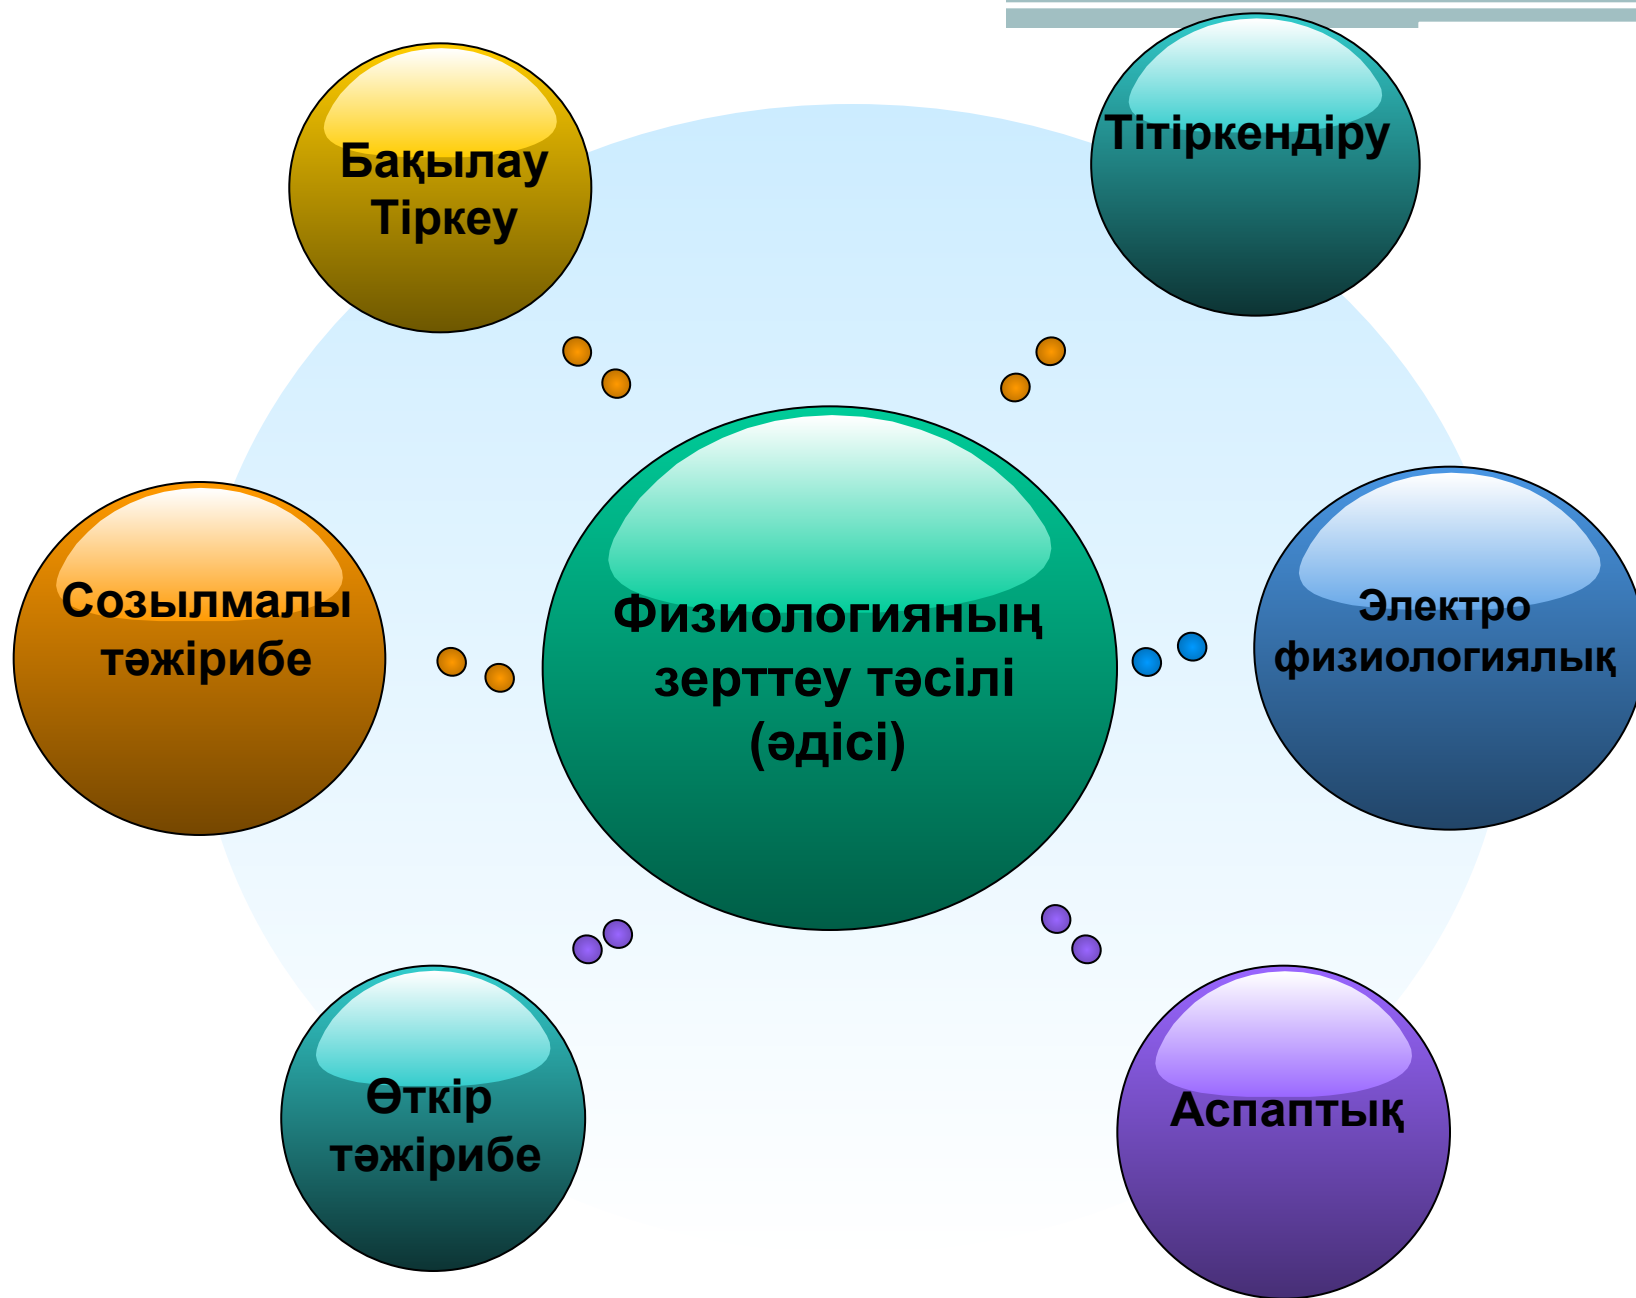 Бақылау
Тіркеу
Тітіркендіру
Созылмалы
тәжірибе
Физиологияның
зерттеу тәсілі
(әдісі)
Электро
физиологиялық
Өткір
тәжірибе
Аспаптық